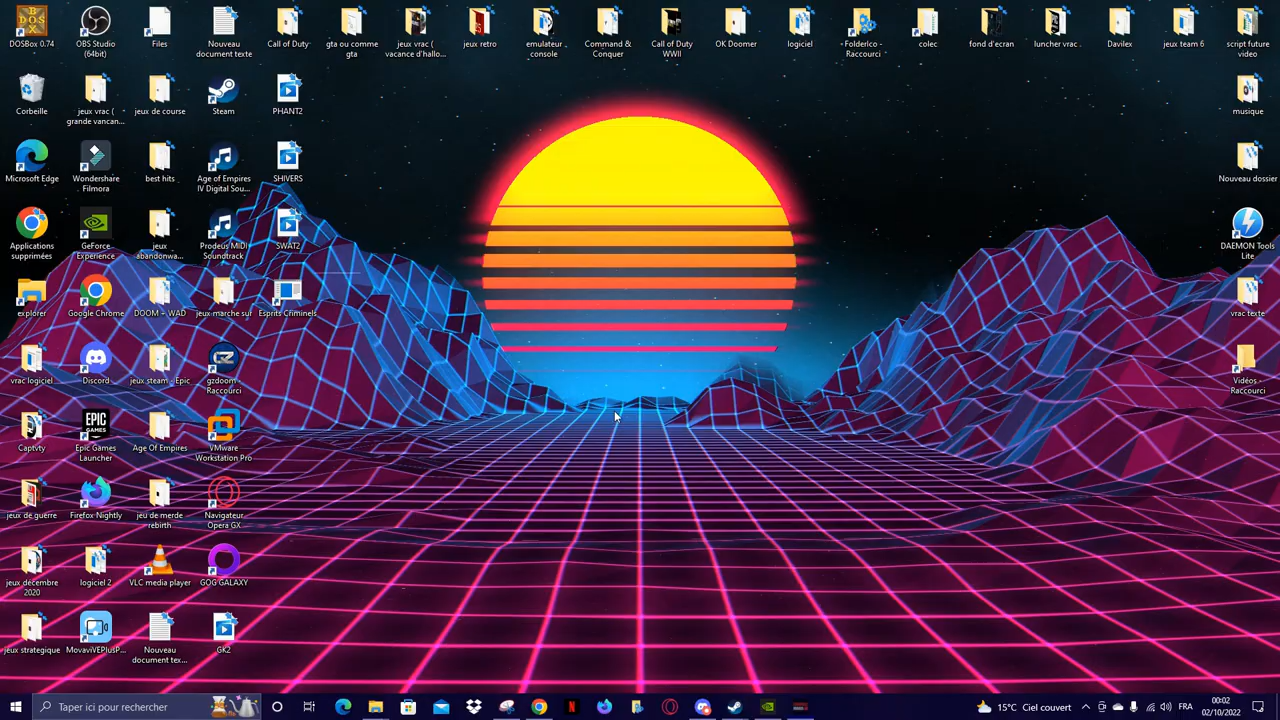 DOSBox 0.74
OBS Studio
(64bit)
Files
Nouveau
document texte
Call of Duty
gta ou comme
gta
jeux vrac (
vacance d'hallo...
jeux retro
emulateur
console
Command &
Conquer
Call of Duty
WWII
OK Doomer
logiciel
FolderIco -
Raccourci
colec
fond d'ecran
luncher vrac
Davilex
jeux team 6
script future
video
Corbeille
jeux vrac (
grande vancan...
jeux de course
Steam
PHANT2
musique
Microsoft Edge
Wondershare
Filmora
best hits
Age of Empires
IV Digital Sou...
SHIVERS
Nouveau dossier
Applications
supprimées
GeForce
Experience
jeux
abandonwa...
Prodeus MIDI
Soundtrack
SWAT2
DAEMON Tools
Lite
explorer
Google Chrome
DOOM + WAD
jeux marche sur
Esprits Criminels
vrac texte
vrac logiciel
Discord
jeux steam - Epic
gzdoom -
Raccourci
Vidéos -
Raccourci
Captvty
EPIC
GAMES
Epic Games
Launcher
Age Of Empires
VMware
Workstation Pro
jeux de guerre
Firefox Nightly
jeu de merde
rebirth
Navigateur
Opera GX
jeux décembre
2020
logiciel 2
VLC media player
GOG GALAXY
jeux strategique
MovaviVEPlusP...
Nouveau
document tex...
GK2
Taper ici pour rechercher
15°C Ciel couvert
FRA
00:02
02/10/2022